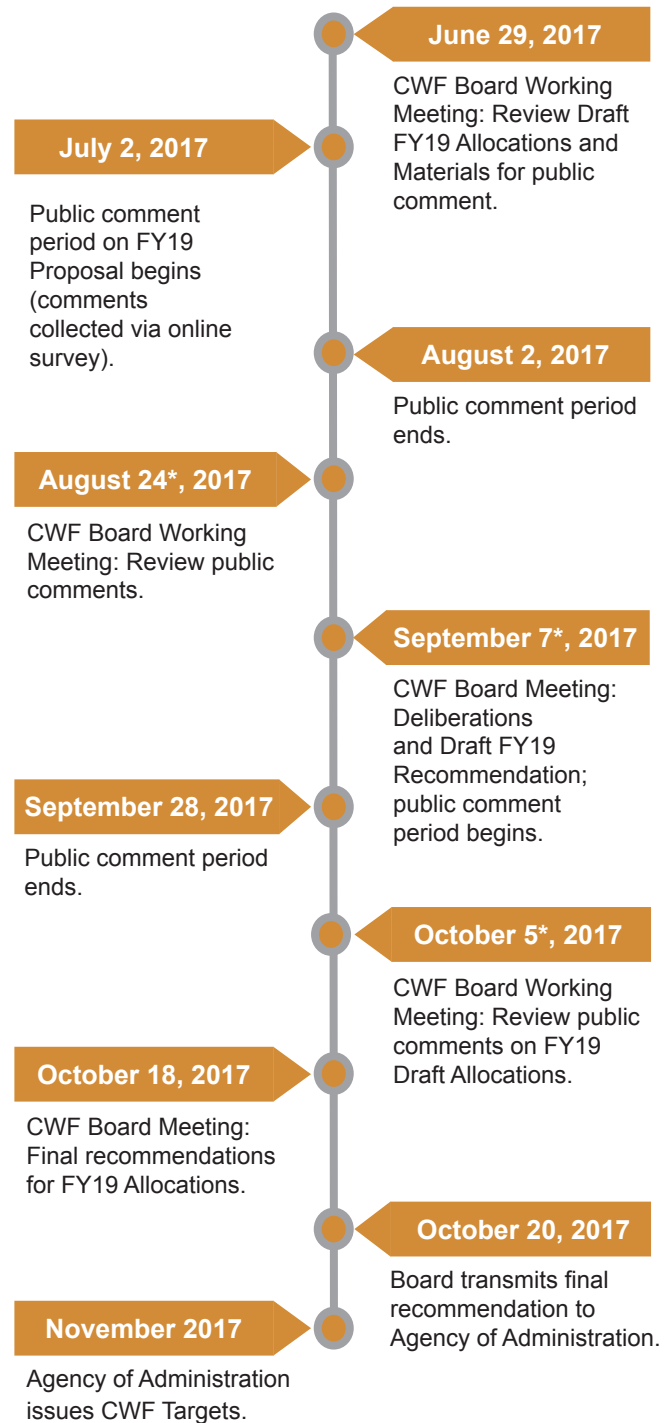 June 29, 2017
CWF Board Working
Meeting: Review Draft
FY19 Allocations and
Materials for public
comment.
July 2, 2017
Public comment
period on FY19
Proposal begins
(comments
collected via online
survey).
August 2, 2017
Public comment period
ends.
August 24*, 2017
CWF Board Working
Meeting: Review public
comments.
September 7*, 2017
CWF Board Meeting:
Deliberations
and Draft FY19
Recommendation;
public comment
period begins.
September 28, 2017
Public comment period
ends.
October 5*, 2017
CWF Board Working
Meeting: Review public
comments on FY19
Draft Allocations.
October 18, 2017
CWF Board Meeting:
Final recommendations
for FY19 Allocations.
October 20, 2017
Board transmits final
recommendation to
Agency of Administration.
November 2017
Agency of Administration
issues CWF Targets.